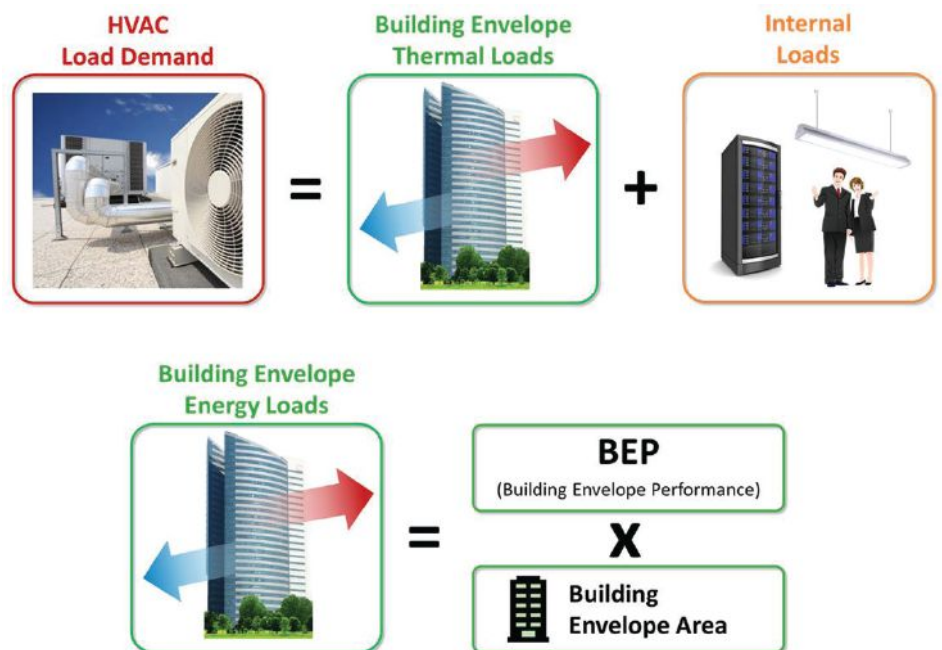 HVAC
Load Demand
Building Envelope
Thermal Loads
Internal
Loads
=
+
Building Envelope
Energy Loads
=
BEP
(Building Envelope Performance)
X
Building
Envelope Area